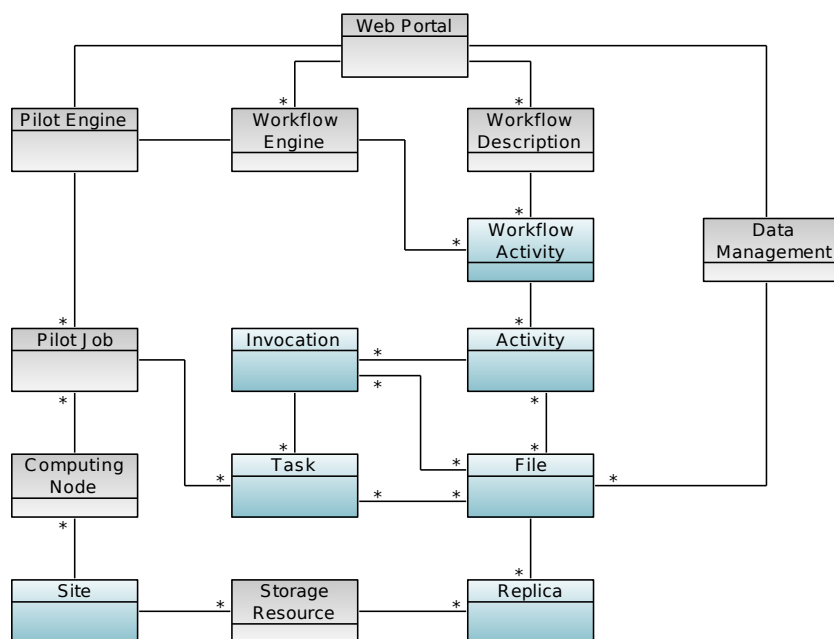 Web Portal
*
*
Pilot Engine
Workflow
Engine
Workflow
Description
*
*
Workflow
Activity
Data
Management
*
*
Pilot Job
Invocation
*
Activity
*
*
*
*
*
Computing
Node
Task
*
File
*
*
*
*
*
*
Site
*
Storage
Resource
*
Replica